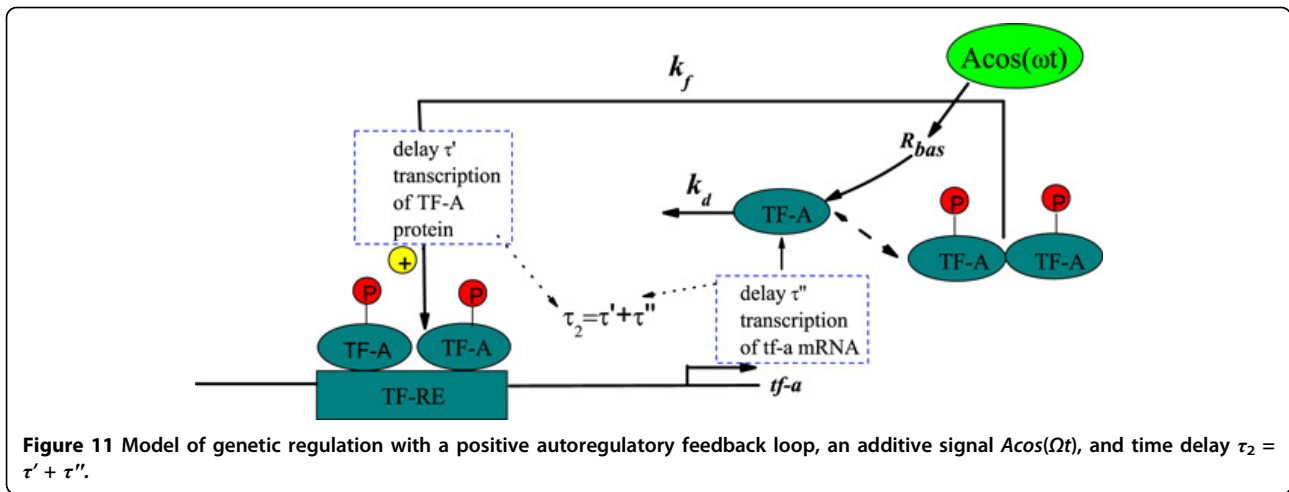 Acos(ωt)
k_f
delay τ'
transcription
of TF-A
protein
R_bas
k_d
TF-A
P
P
+
TF-A
TF-A
P
P
delay τ"
transcription
of tf-a mRNA
τ₂=τ'+τ"
TF-A
TF-A
TF-RE
tf-a
Figure 11 Model of genetic regulation with a positive autoregulatory feedback loop, an additive signal Acos(Ωt), and time delay τ₂ =
τ′ + τ″.